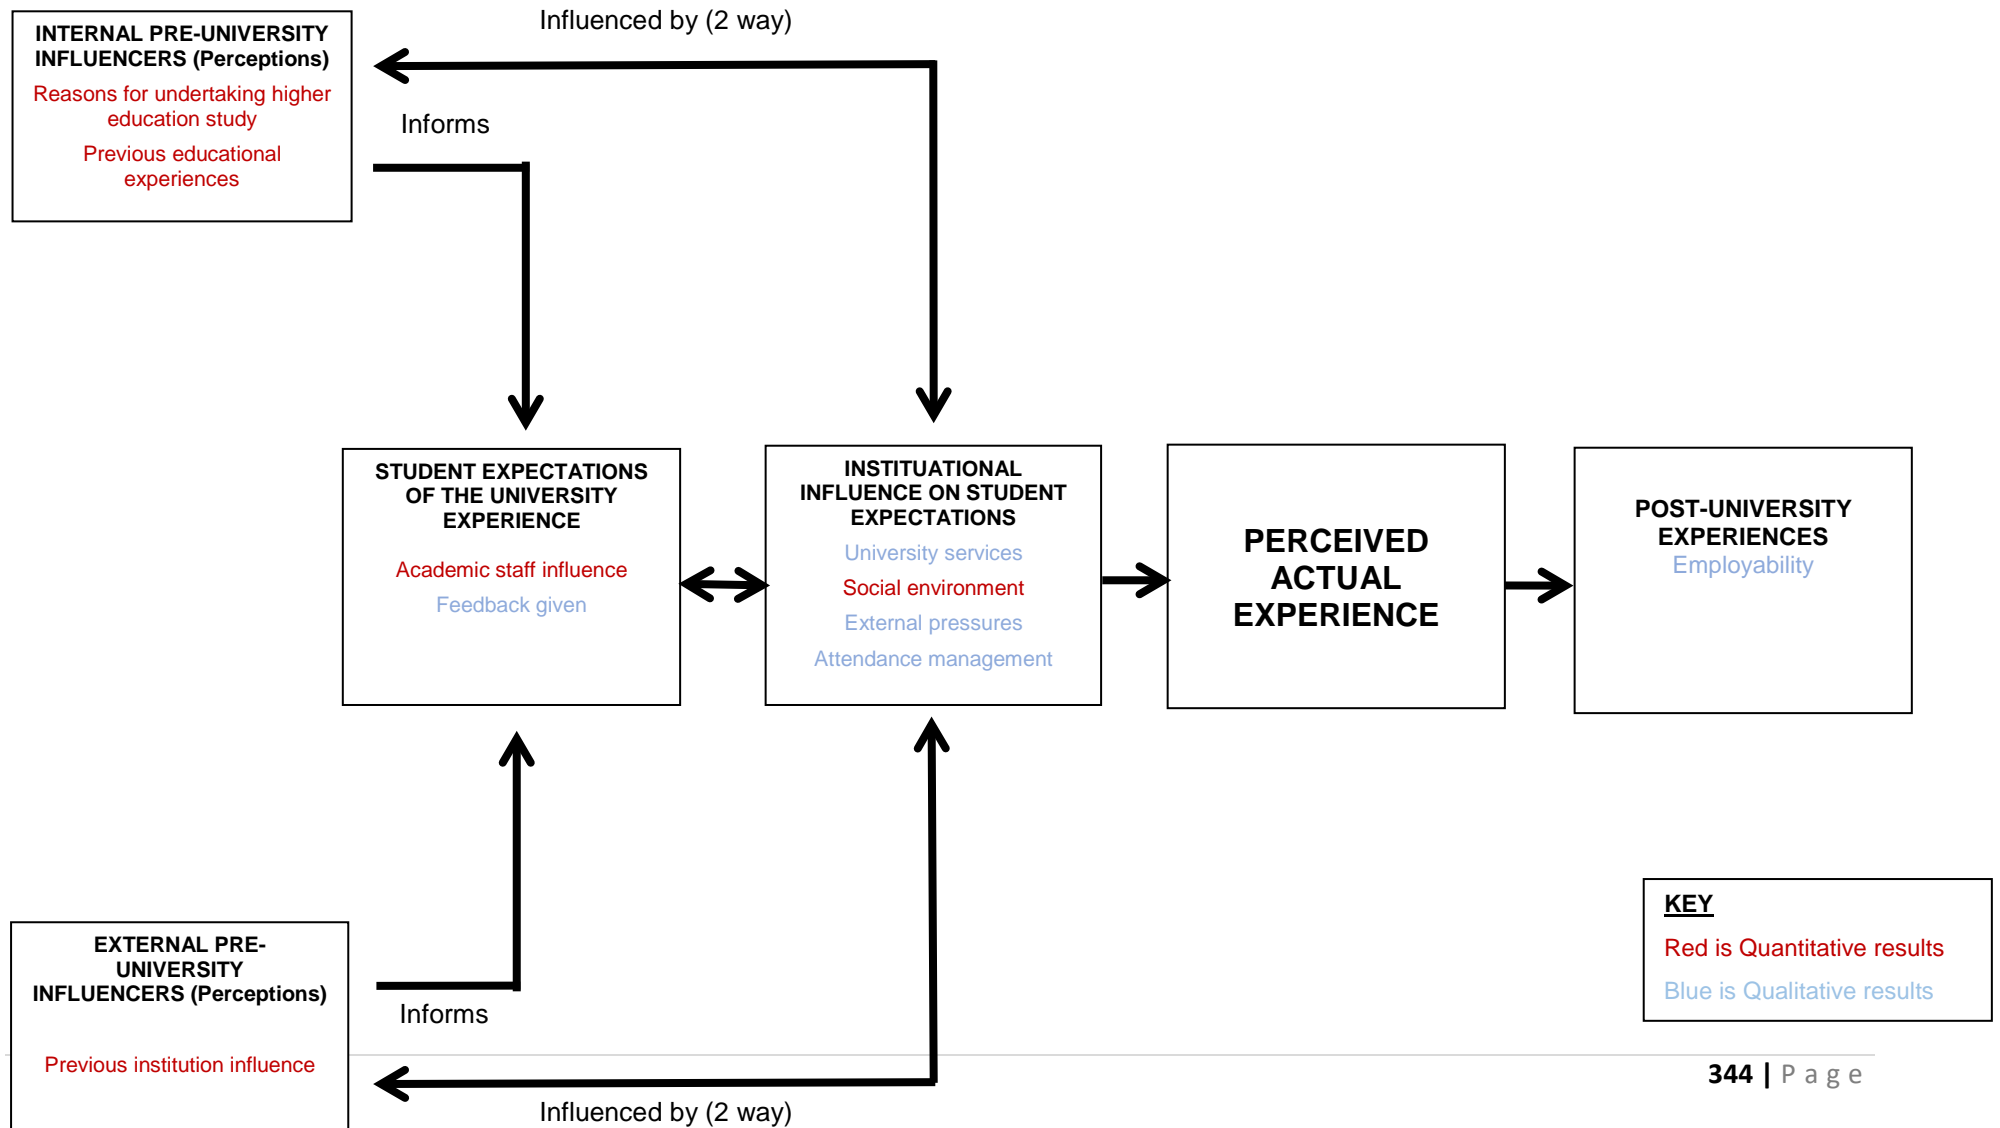 Influenced by (2 way)
INTERNAL PRE-UNIVERSITY
INFLUENCERS (Perceptions)
Reasons for undertaking higher
education study
Previous educational
experiences
Informs
STUDENT EXPECTATIONS
OF THE UNIVERSITY
EXPERIENCE
Academic staff influence
Feedback given
INSTITUATIONAL
INFLUENCE ON STUDENT
EXPECTATIONS
University services
Social environment
External pressures
Attendance management
PERCEIVED
ACTUAL
EXPERIENCE
POST-UNIVERSITY
EXPERIENCES
Employability
EXTERNAL PRE-
UNIVERSITY
INFLUENCERS (Perceptions)
Previous institution influence
Informs
Influenced by (2 way)
KEY
Red is Quantitative results
Blue is Qualitative results
344 | P a g e